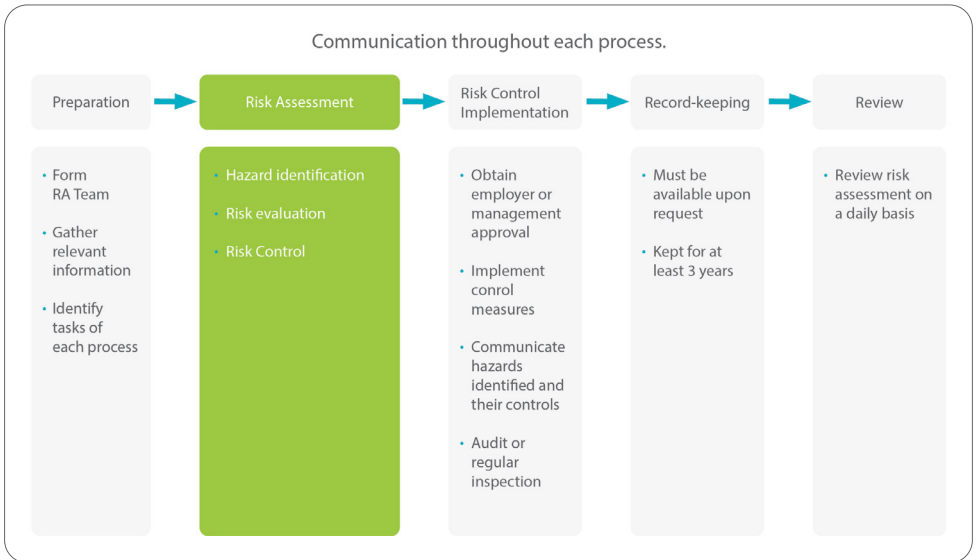 Communication throughout each process.
Preparation
Risk Assessment
Risk Control
Implementation
Record-keeping
Review
• Form
RA Team
• Gather
relevant
information
• Identify
tasks of
each process
• Hazard identification
• Risk evaluation
• Risk Control
• Obtain
employer or
management
approval
• Implement
conrol
measures
• Communicate
hazards
identified and
their controls
• Audit or
regular
inspection
• Must be
available upon
request
• Kept for at
least 3 years
• Review risk
assessment on
a daily basis